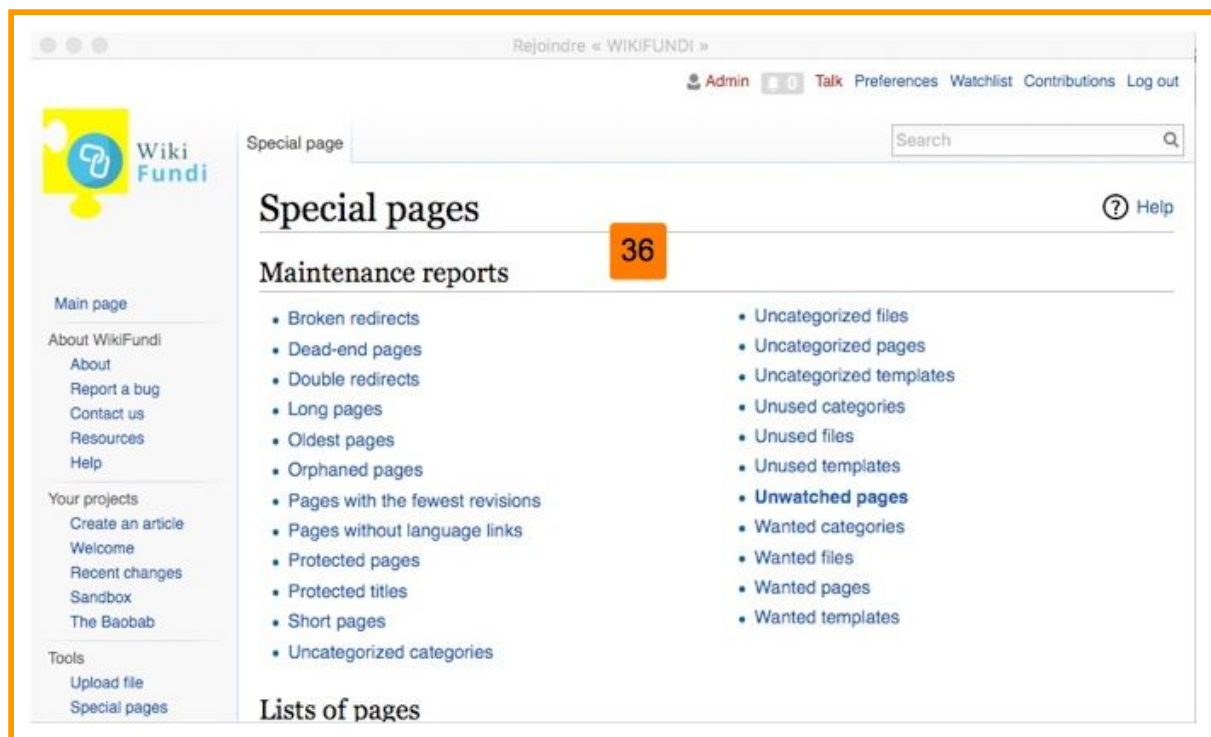 Rejoindre « WIKIFUNDI »
Admin 0 Talk Preferences Watchlist Contributions Log out
Wiki
Fundi
Special page
Search
Special pages
Help
36
Maintenance reports
Main page
About WikiFundi
About
Report a bug
Contact us
Resources
Help
Your projects
Create an article
Welcome
Recent changes
Sandbox
The Baobab
Tools
Upload file
Special pages
• Broken redirects
• Dead-end pages
• Double redirects
• Long pages
• Oldest pages
• Orphaned pages
• Pages with the fewest revisions
• Pages without language links
• Protected pages
• Protected titles
• Short pages
• Uncategorized categories
• Uncategorized files
• Uncategorized pages
• Uncategorized templates
• Unused categories
• Unused files
• Unused templates
• Unwatched pages
• Wanted categories
• Wanted files
• Wanted pages
• Wanted templates
Lists of pages